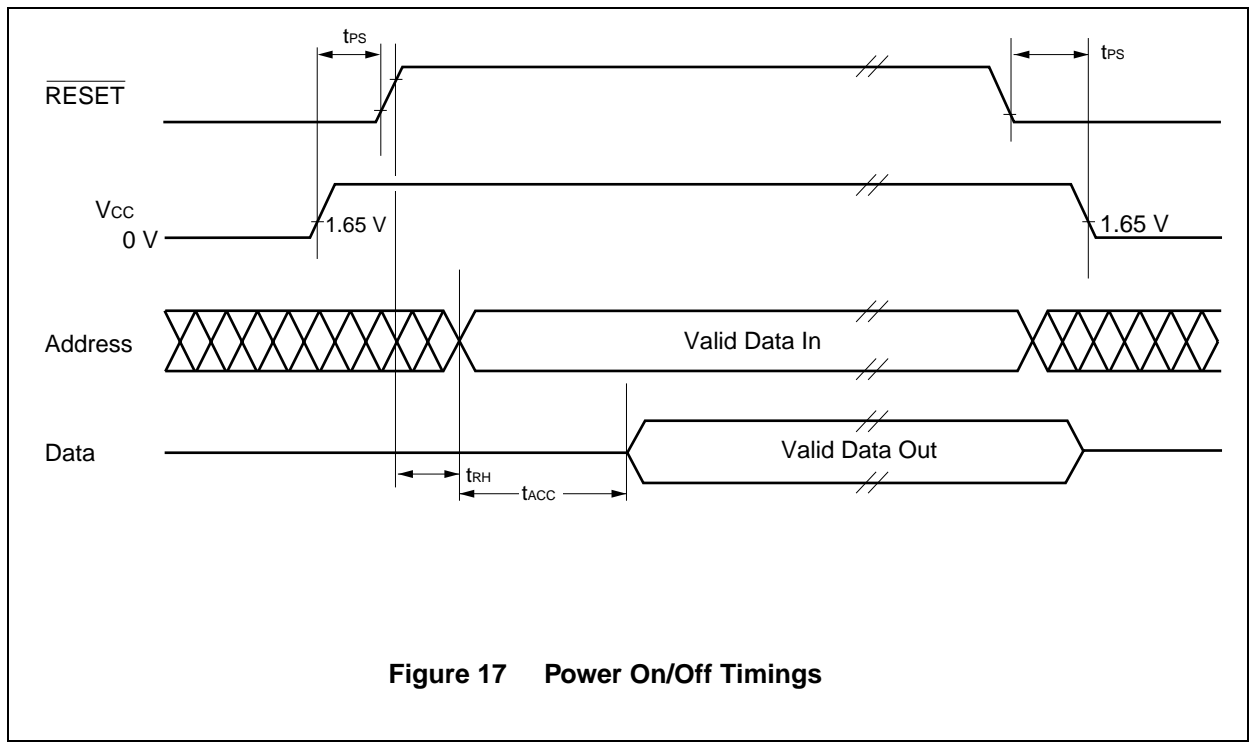 tPS
tPS
RESET
VCC
0 V
1.65 V
1.65 V
Address
Valid Data In
Data
Valid Data Out
tRH
tACC
Figure 17 Power On/Off Timings